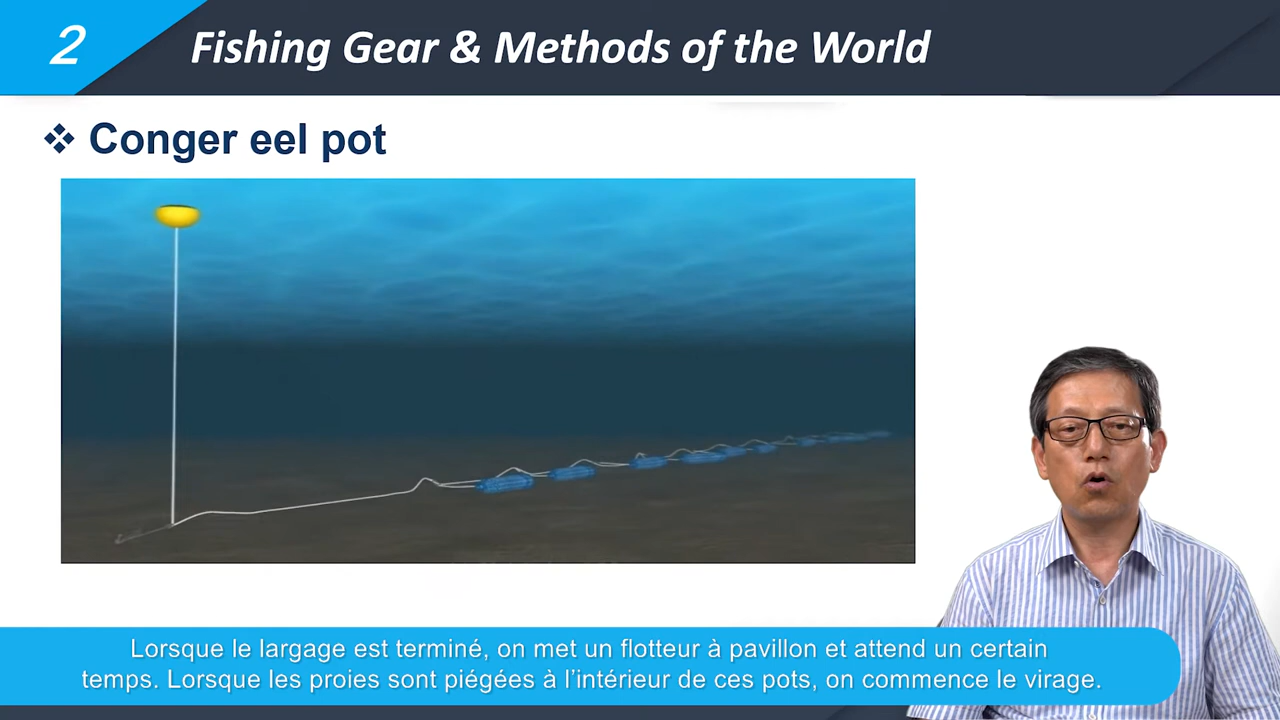 2
Fishing Gear & Methods of the World
Conger eel pot
Lorsque le largage est terminé, on met un flotteur à pavillon et attend un certain
temps. Lorsque les proies sont piégées à l'intérieur de ces pots, on commence le virage.